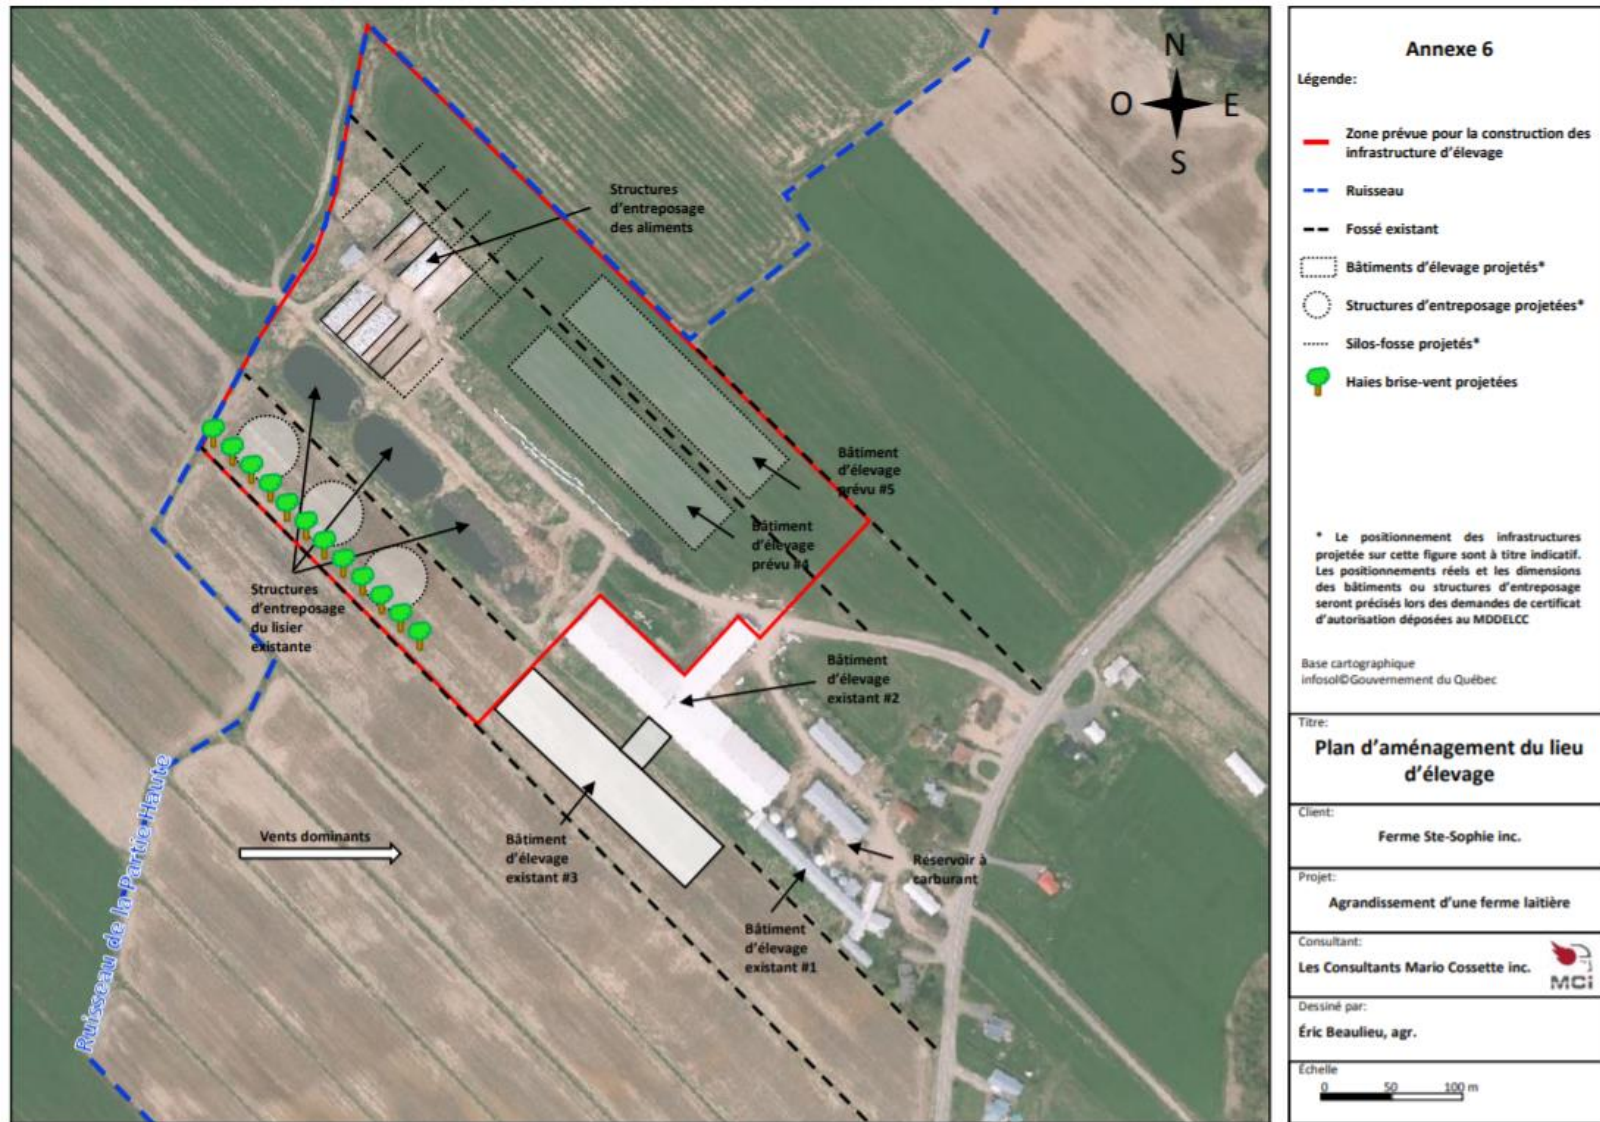 N
O
E
S
Structures
d'entreposage
des aliments
Bâtiment
d'élevage
prévu #5
Bâtiment
d'élevage
prévu #4
Structures
d'entreposage
du lisier
existante
Bâtiment
d'élevage
existant #2
Vents dominants
Bâtiment
d'élevage
existant #3
Réservoir à
carburant
Bâtiment
d'élevage
existant #1
Ruisseau de la Partie Haute
Annexe 6
Légende:
Zone prévue pour la construction des
infrastructure d'élevage
Ruisseau
Fossé existant
Bâtiments d'élevage projetés*
Structures d'entreposage projetées*
Silos-fosse projetés*
Haies brise-vent projetées
* Le positionnement des infrastructures
projetée sur cette figure sont à titre indicatif.
Les positionnements réels et les dimensions
des bâtiments ou structures d'entreposage
seront précisés lors des demandes de certificat
d'autorisation déposées au MDDELCC
Base cartographique
infosol©Gouvernement du Québec
Titre:
Plan d'aménagement du lieu
d'élevage
Client:
Ferme Ste-Sophie inc.
Projet:
Agrandissement d'une ferme laitière
Consultant:
Les Consultants Mario Cossette inc.
MCi
Dessiné par:
Éric Beaulieu, agr.
Échelle
0 50 100 m